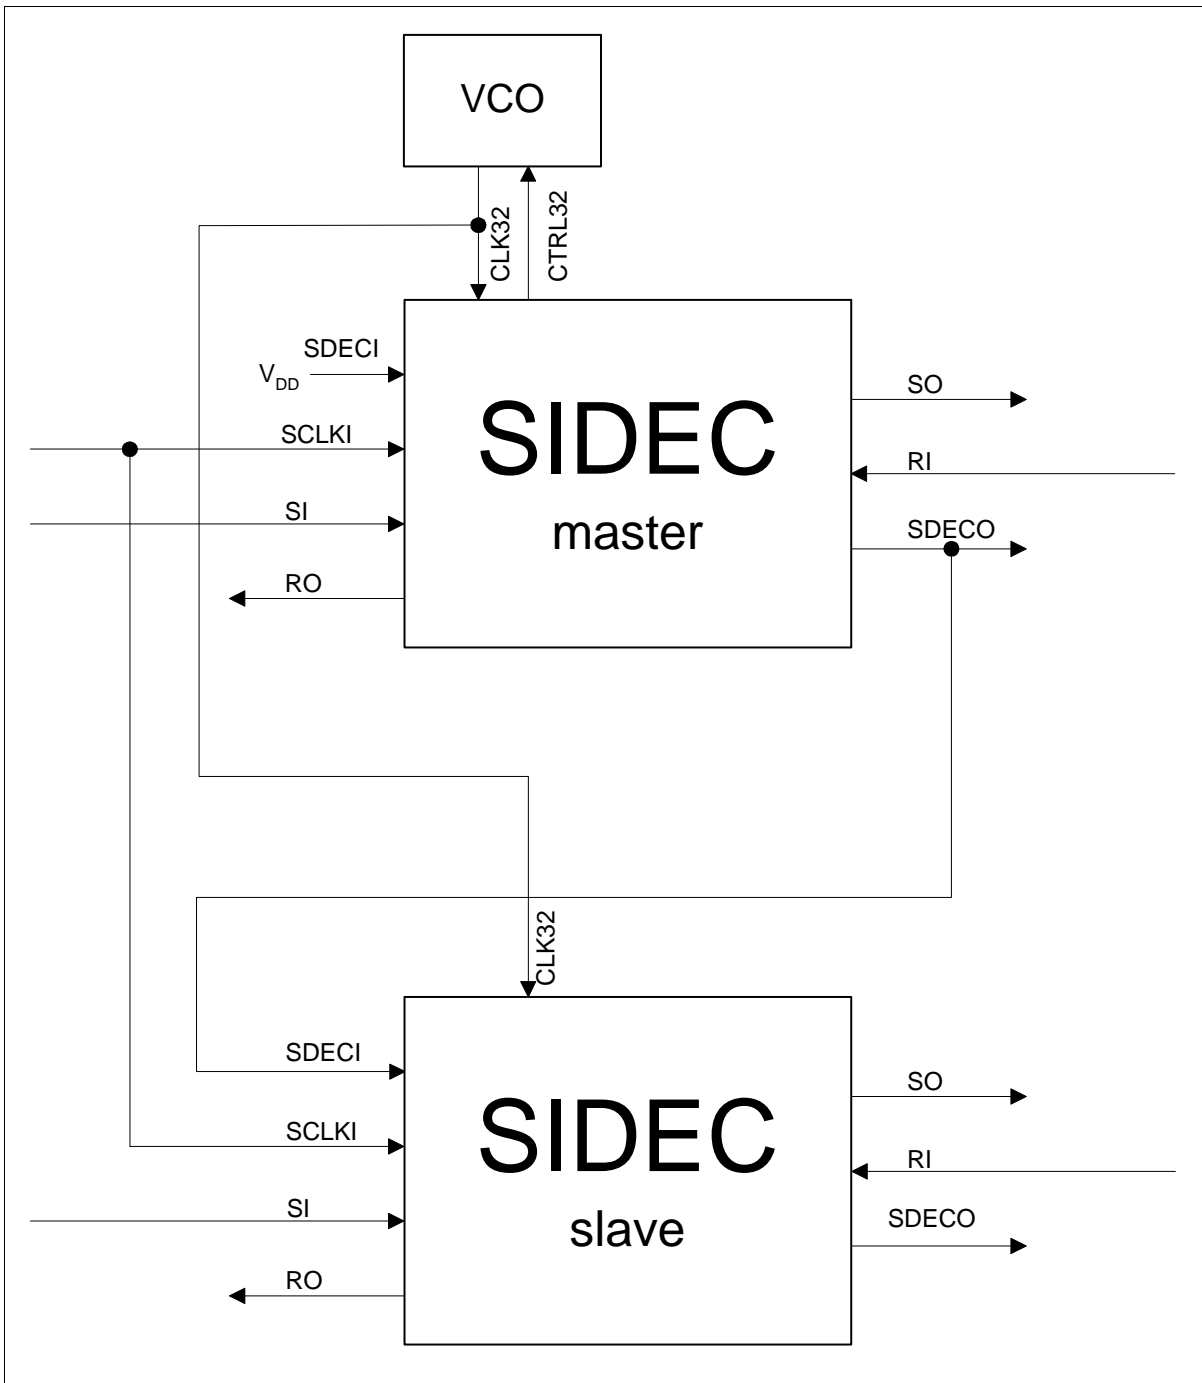 VCO
CLK32
CTRL32
SDECI
VDD
SCLKI
SI
RO
SIDEC
master
SO
RI
SDECO
CLK32
SDECI
SCLKI
SI
RO
SIDEC
slave
SO
RI
SDECO